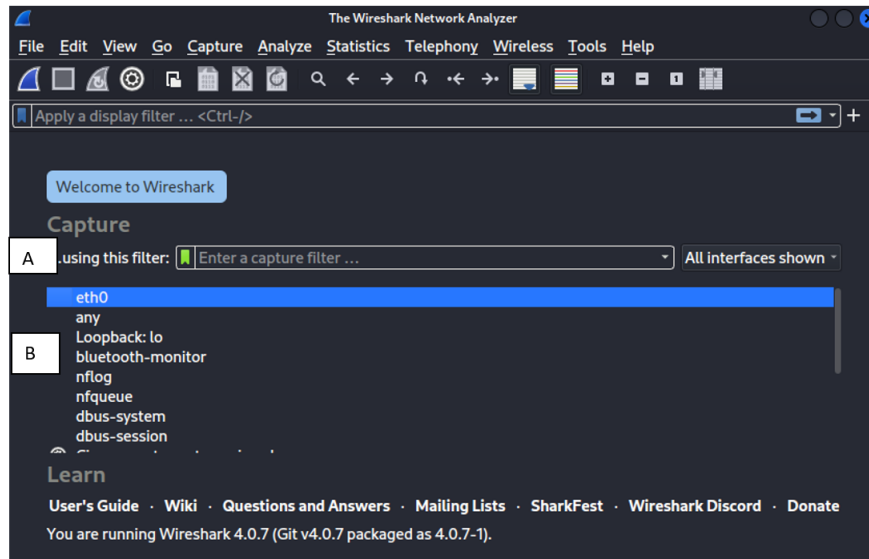 The Wireshark Network Analyzer
File Edit View Go Capture Analyze Statistics Telephony Wireless Tools Help
Apply a display filter ... <Ctrl-/>
Welcome to Wireshark
Capture
A
..using this filter: Enter a capture filter ... All interfaces shown
eth0
any
Loopback: lo
B
bluetooth-monitor
nflog
nfqueue
dbus-system
dbus-session
Learn
User's Guide · Wiki · Questions and Answers · Mailing Lists · SharkFest · Wireshark Discord · Donate
You are running Wireshark 4.0.7 (Git v4.0.7 packaged as 4.0.7-1).